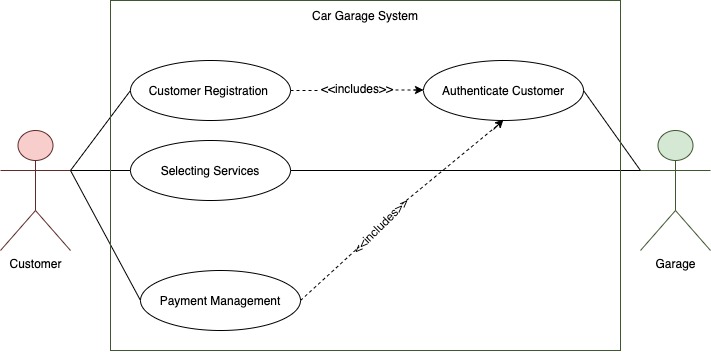 Car Garage System
Customer Registration
<<includes>>
Authenticate Customer
Selecting Services
<<includes>>
Customer
Garage
Payment Management